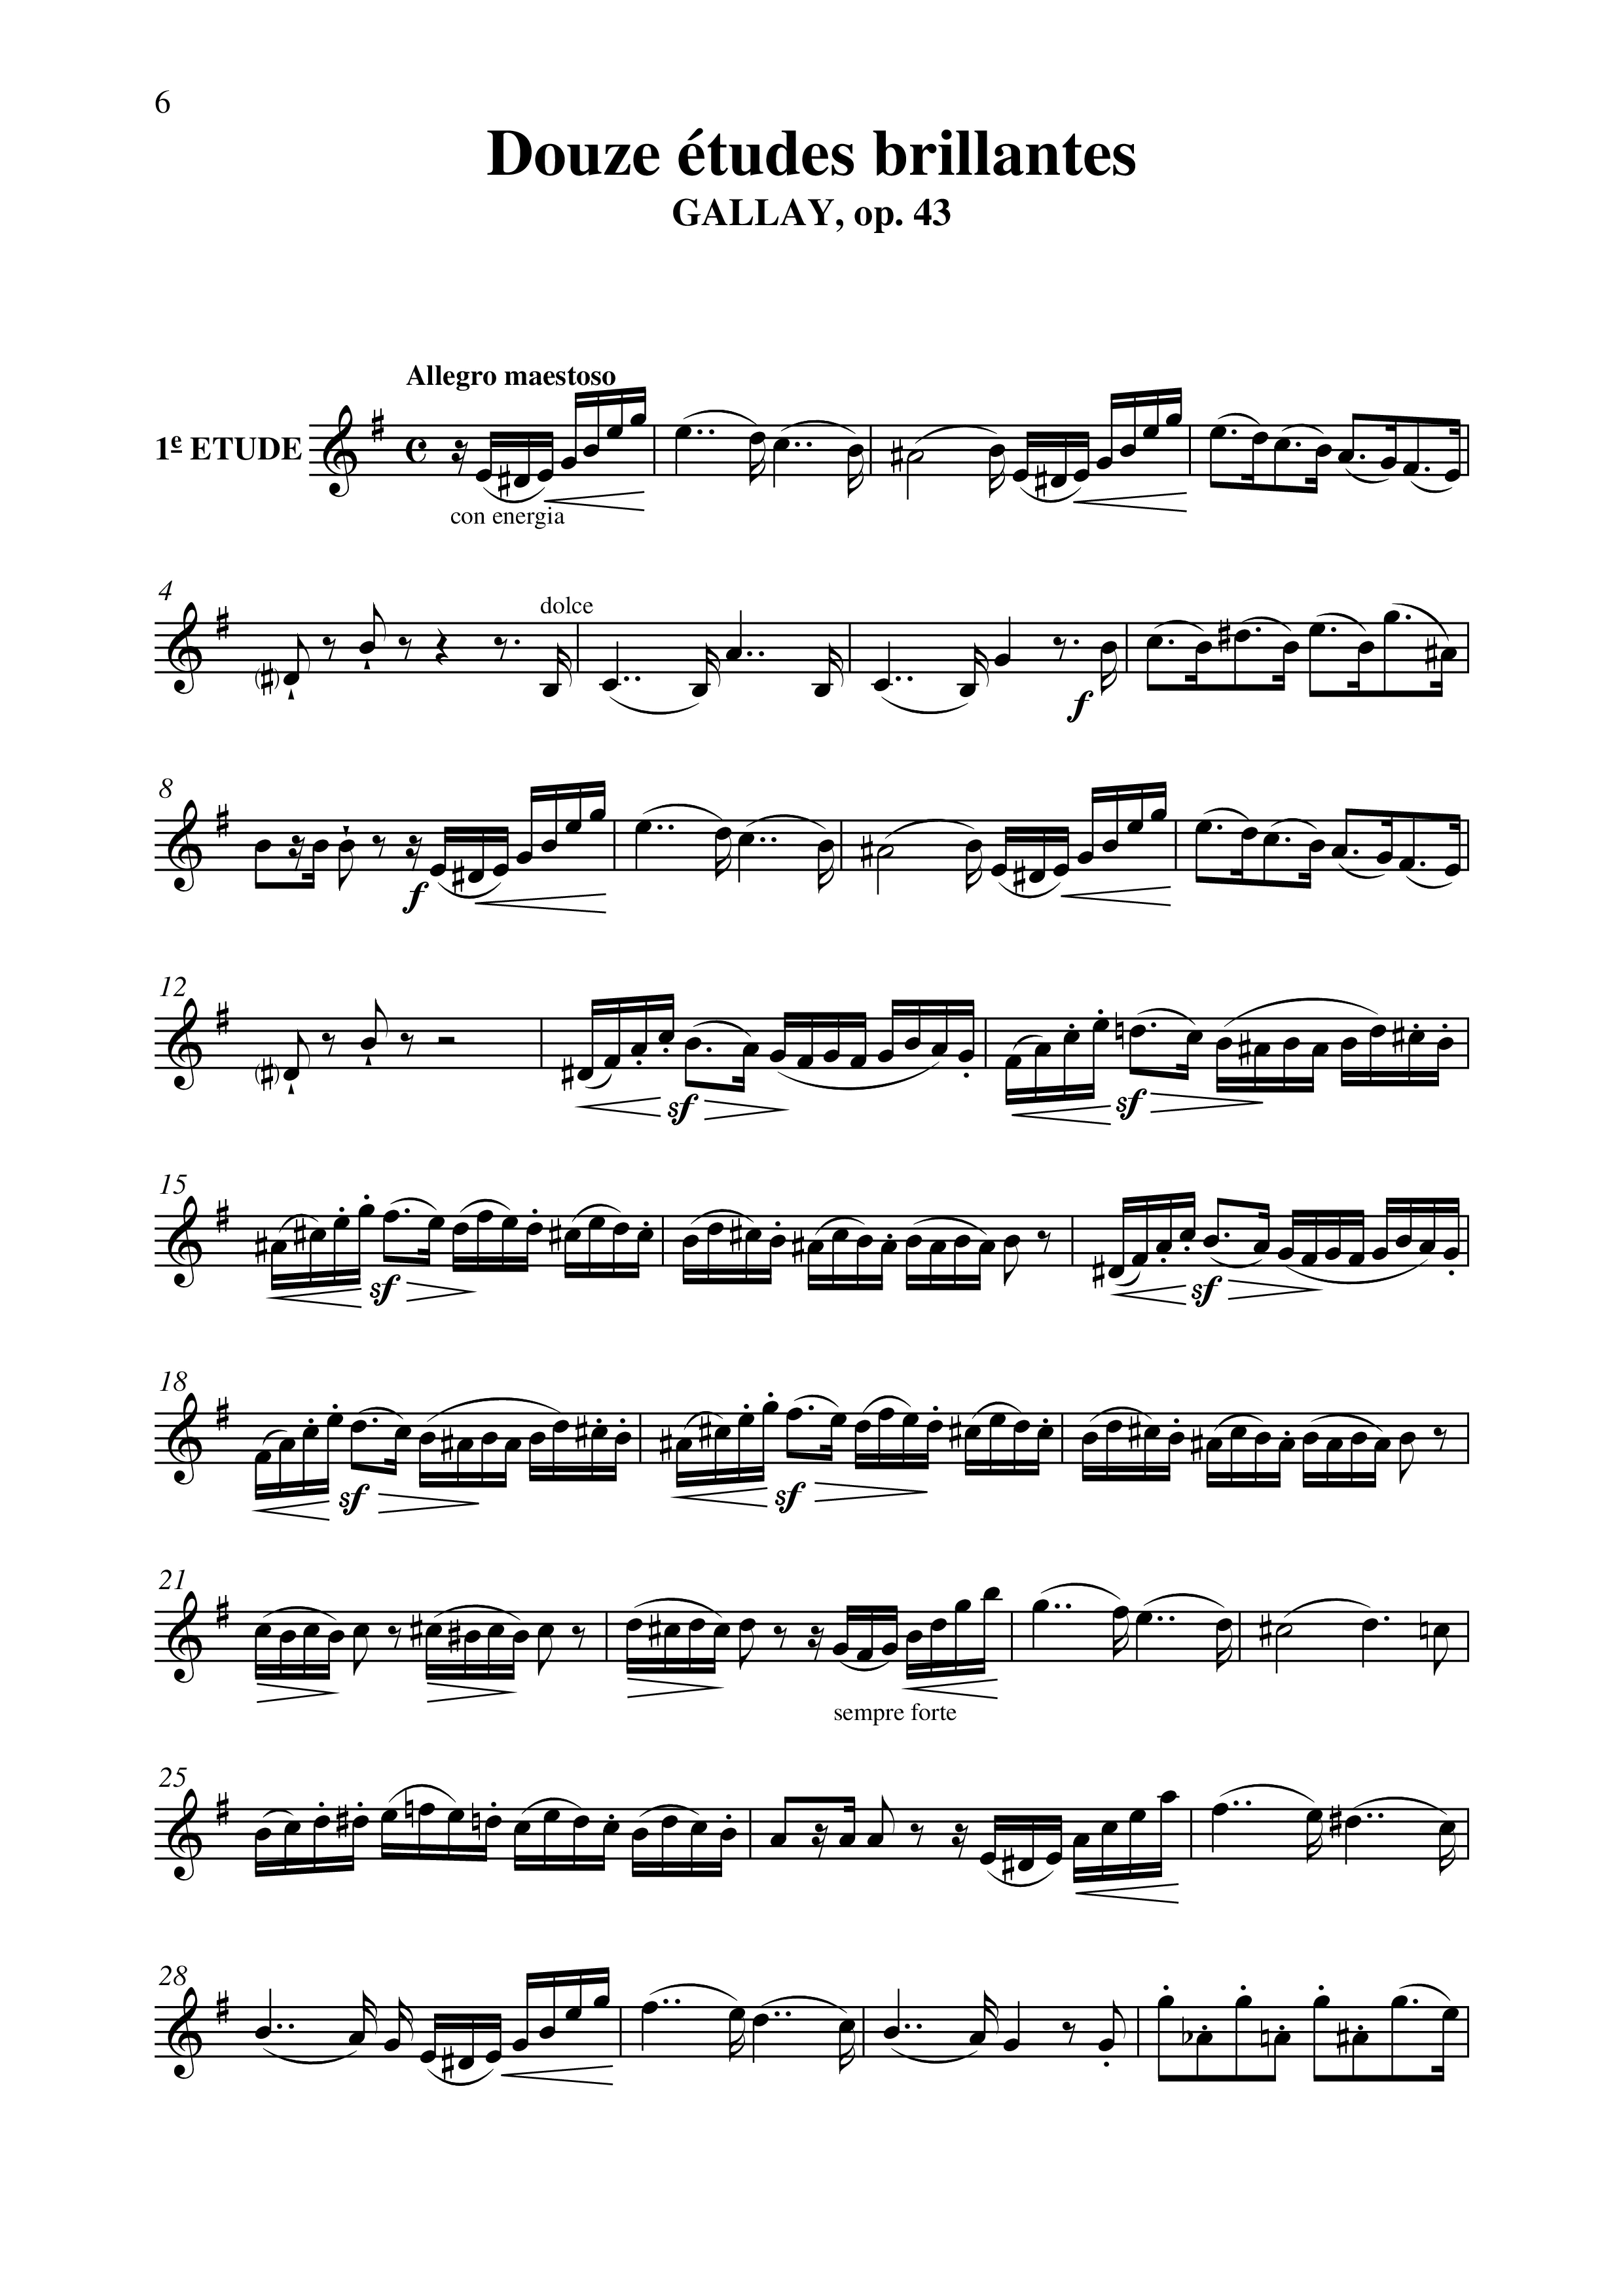 6
Douze études brillantes
GALLAY, op. 43
Allegro maestoso
1e ETUDE
con energia
4
dolce
f
8
f
12
sf
sf
15
sf
sf
18
sf
sf
21
sempre forte
25
28